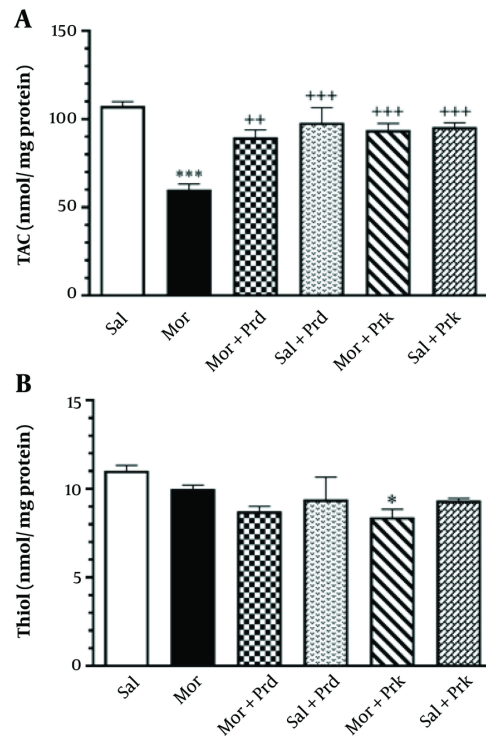 A
TAC (nmol/ mg protein)
150
100
50
0
***
++
+++
+++
+++
Sal
Mor
Mor + Prd
Sal + Prd
Mor + Prk
Sal + Prk
B
Thiol (nmol/ mg protein)
15
10
5
0
*
Sal
Mor
Mor + Prd
Sal + Prd
Mor + Prk
Sal + Prk